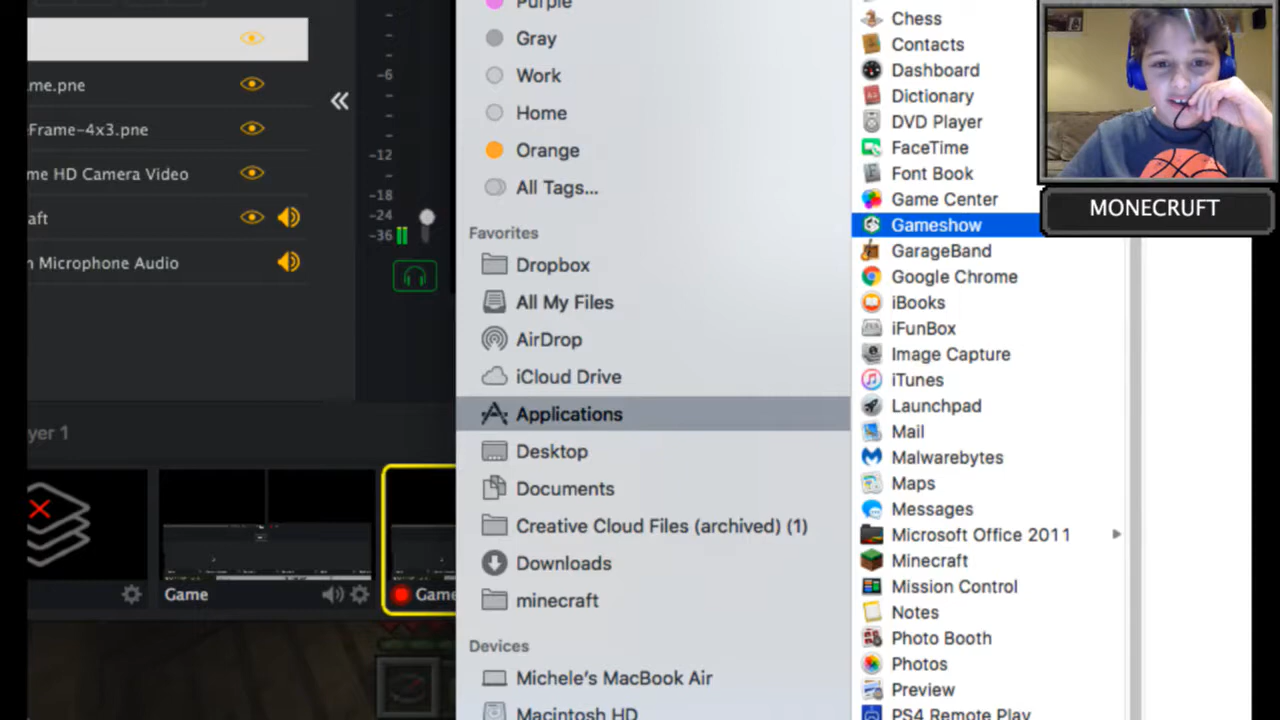 Purple
Gray
Work
Home
Orange
All Tags...
Favorites
Dropbox
All My Files
AirDrop
iCloud Drive
Applications
Desktop
Documents
Creative Cloud Files (archived) (1)
Downloads
minecraft
Devices
Michele's MacBook Air
Macintosh HD
Chess
Contacts
Dashboard
Dictionary
DVD Player
FaceTime
Font Book
Game Center
Gameshow
GarageBand
Google Chrome
iBooks
iFunBox
Image Capture
iTunes
Launchpad
Mail
Malwarebytes
Maps
Messages
Microsoft Office 2011
Minecraft
Mission Control
Notes
Photo Booth
Photos
Preview
PS4 Remote Play
MONECRUFT
me.pne
Frame-4x3.pne
me HD Camera Video
aft
n Microphone Audio
-6
-12
-18
-24
-36
yer 1
Game
Game